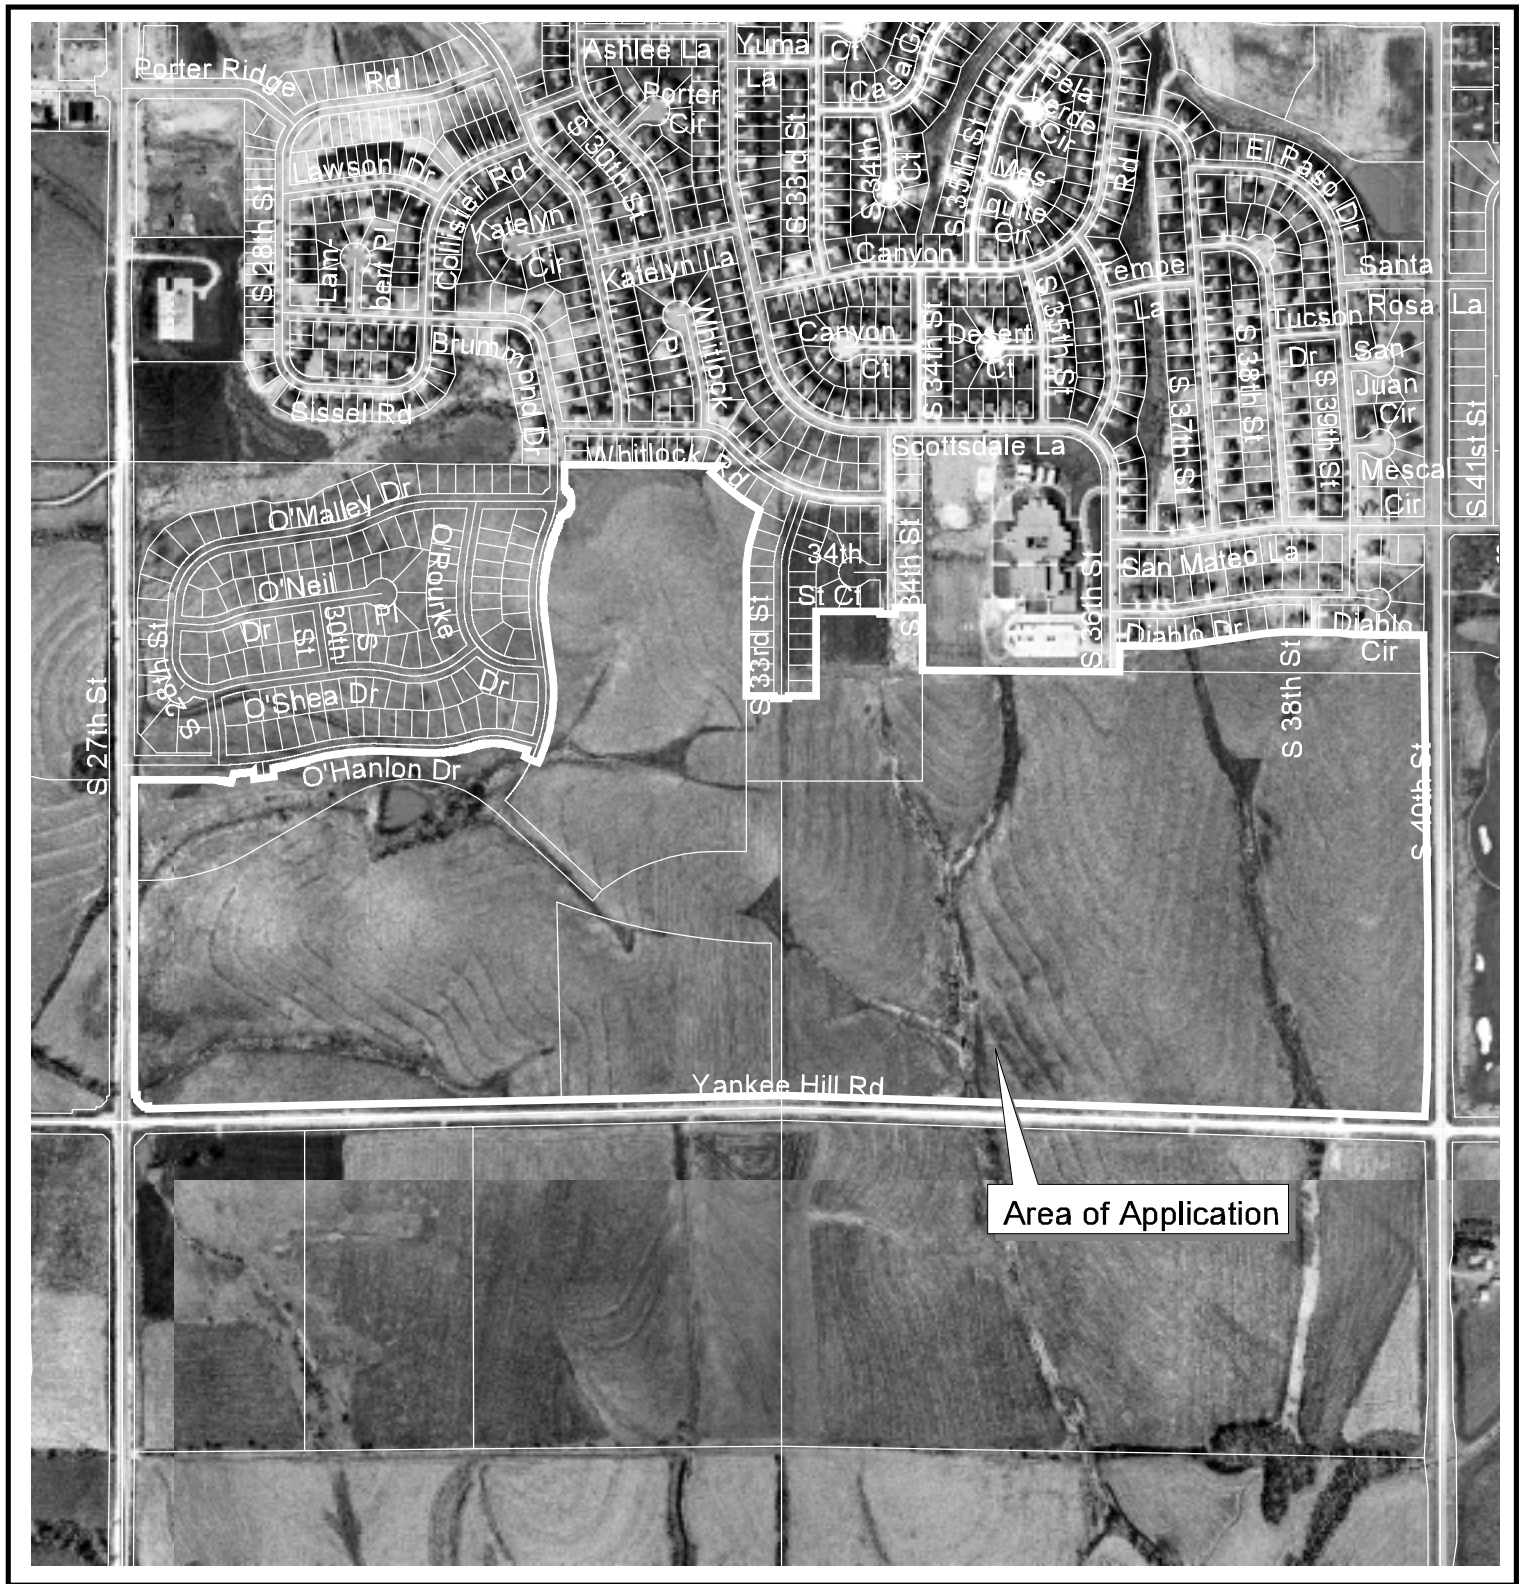 Ashlee La
Yuma
La
Ct
Casa G
Porter Ridge
Rd
Porter
Cir
Pela
Verde
Cir
S 30th St
S 33rd St
S 34th
Ct
S 35th St
Mes-
quite
Cir
Rd
El Paso Dr
Lawson Dr
Collister Rd
Katelyn
Cir
S 28th St
Lam-
ber Pl
Katelyn La
Canyon
Tempe
La
Santa
Rosa La
Whitlock
Pl
Canyon
Ct
S 34th St
Desert
Ct
S 35th St
Tucson
Dr
San
Juan
Cir
Brummond Dr
Sissel Rd
S 37th St
S 38th St
S 39th St
S 41st St
Whitlock Rd
Scottsdale La
Mesca
Cir
O'Malley Dr
O'Neil
Dr
O'Rourke
Pl
S
30th
St
34th
St Ct
S 34th St
S 36th St
San Mateo La
Diablo Dr
Diablo
Cir
S 28th St
S 27th St
O'Shea Dr
Dr
S 33rd St
S 38th St
O'Hanlon Dr
S 40th St
Yankee Hill Rd
Area of Application